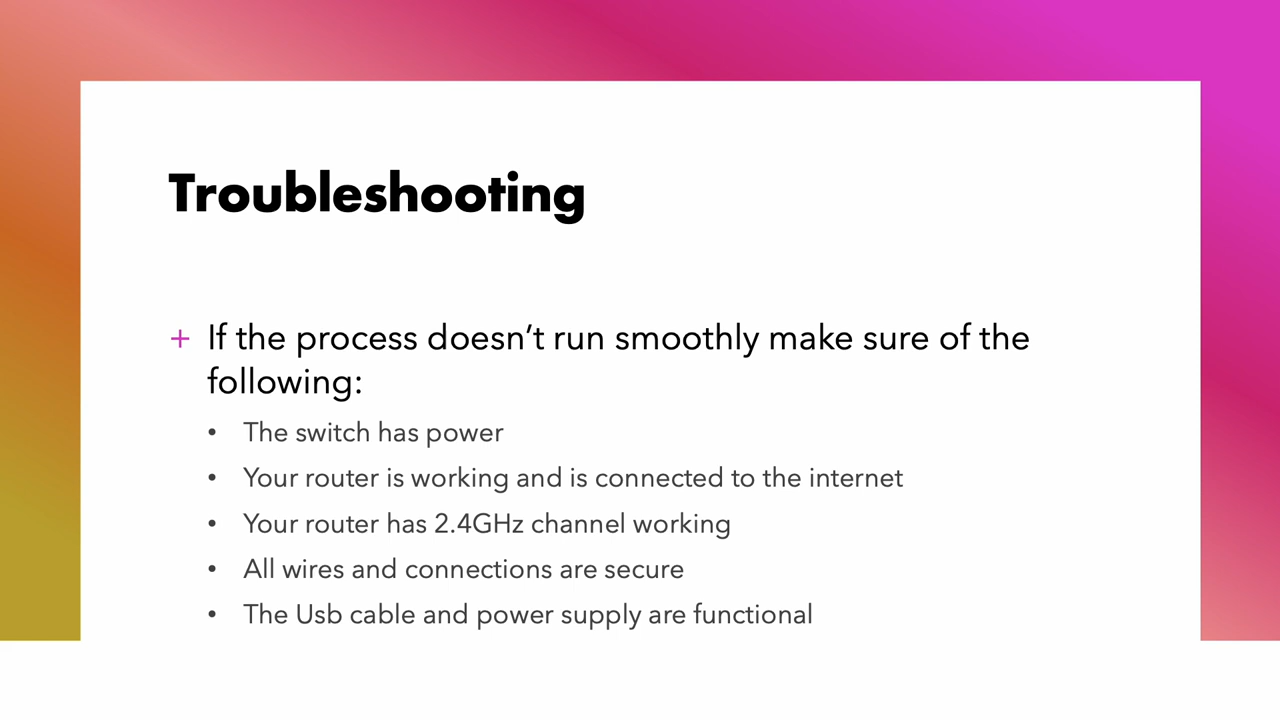 Troubleshooting
+ If the process doesn’t run smoothly make sure of the
following:
• The switch has power
• Your router is working and is connected to the internet
• Your router has 2.4GHz channel working
• All wires and connections are secure
• The Usb cable and power supply are functional